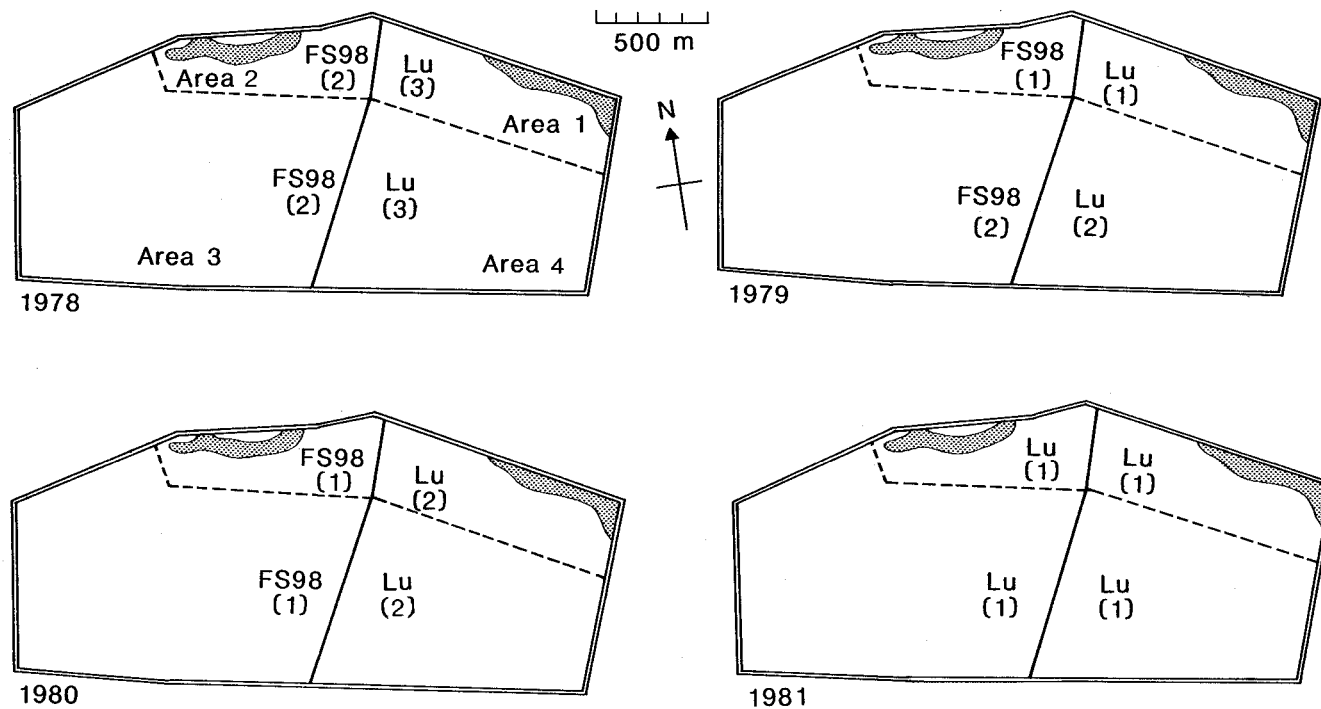 500 m
N
FS98
(2)
Lu
(3)
Area 2
Area 1
FS98
(2)
Lu
(3)
Area 3
Area 4
1978
FS98
(1)
Lu
(1)
FS98
(2)
Lu
(2)
1979
FS98
(1)
Lu
(2)
FS98
(1)
Lu
(2)
1980
Lu
(1)
Lu
(1)
Lu
(1)
Lu
(1)
1981